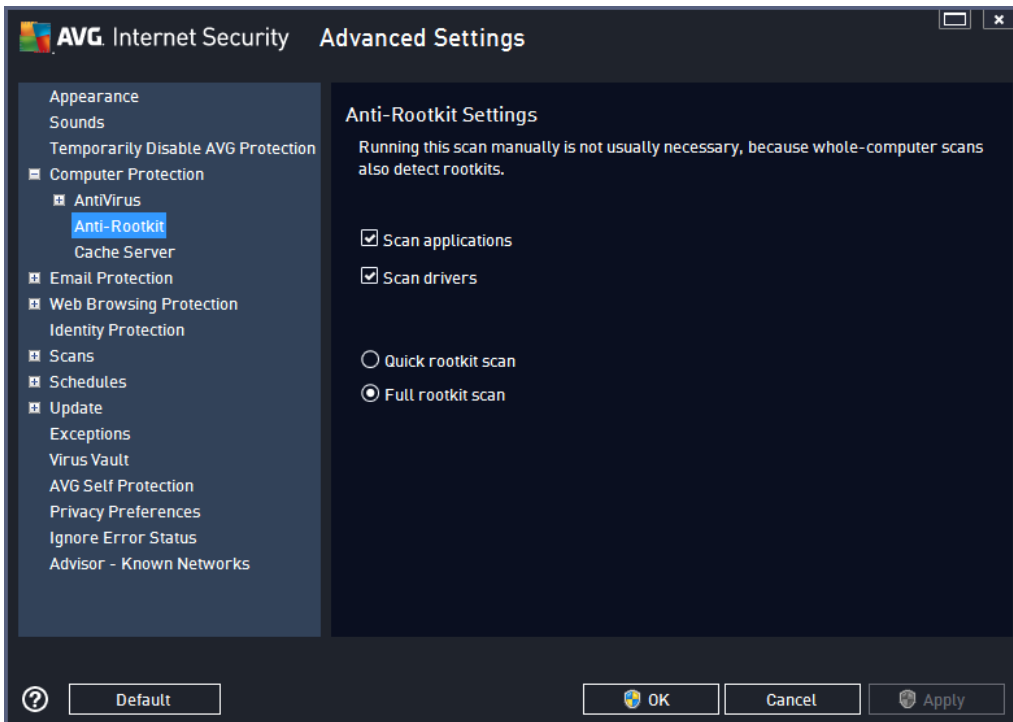 AVG. Internet Security Advanced Settings
Appearance
Sounds
Temporarily Disable AVG Protection
Computer Protection
AntiVirus
Anti-Rootkit
Cache Server
Email Protection
Web Browsing Protection
Identity Protection
Scans
Schedules
Update
Exceptions
Virus Vault
AVG Self Protection
Privacy Preferences
Ignore Error Status
Advisor - Known Networks
Anti-Rootkit Settings
Running this scan manually is not usually necessary, because whole-computer scans
also detect rootkits.
Scan applications
Scan drivers
Quick rootkit scan
Full rootkit scan
? Default OK Cancel Apply